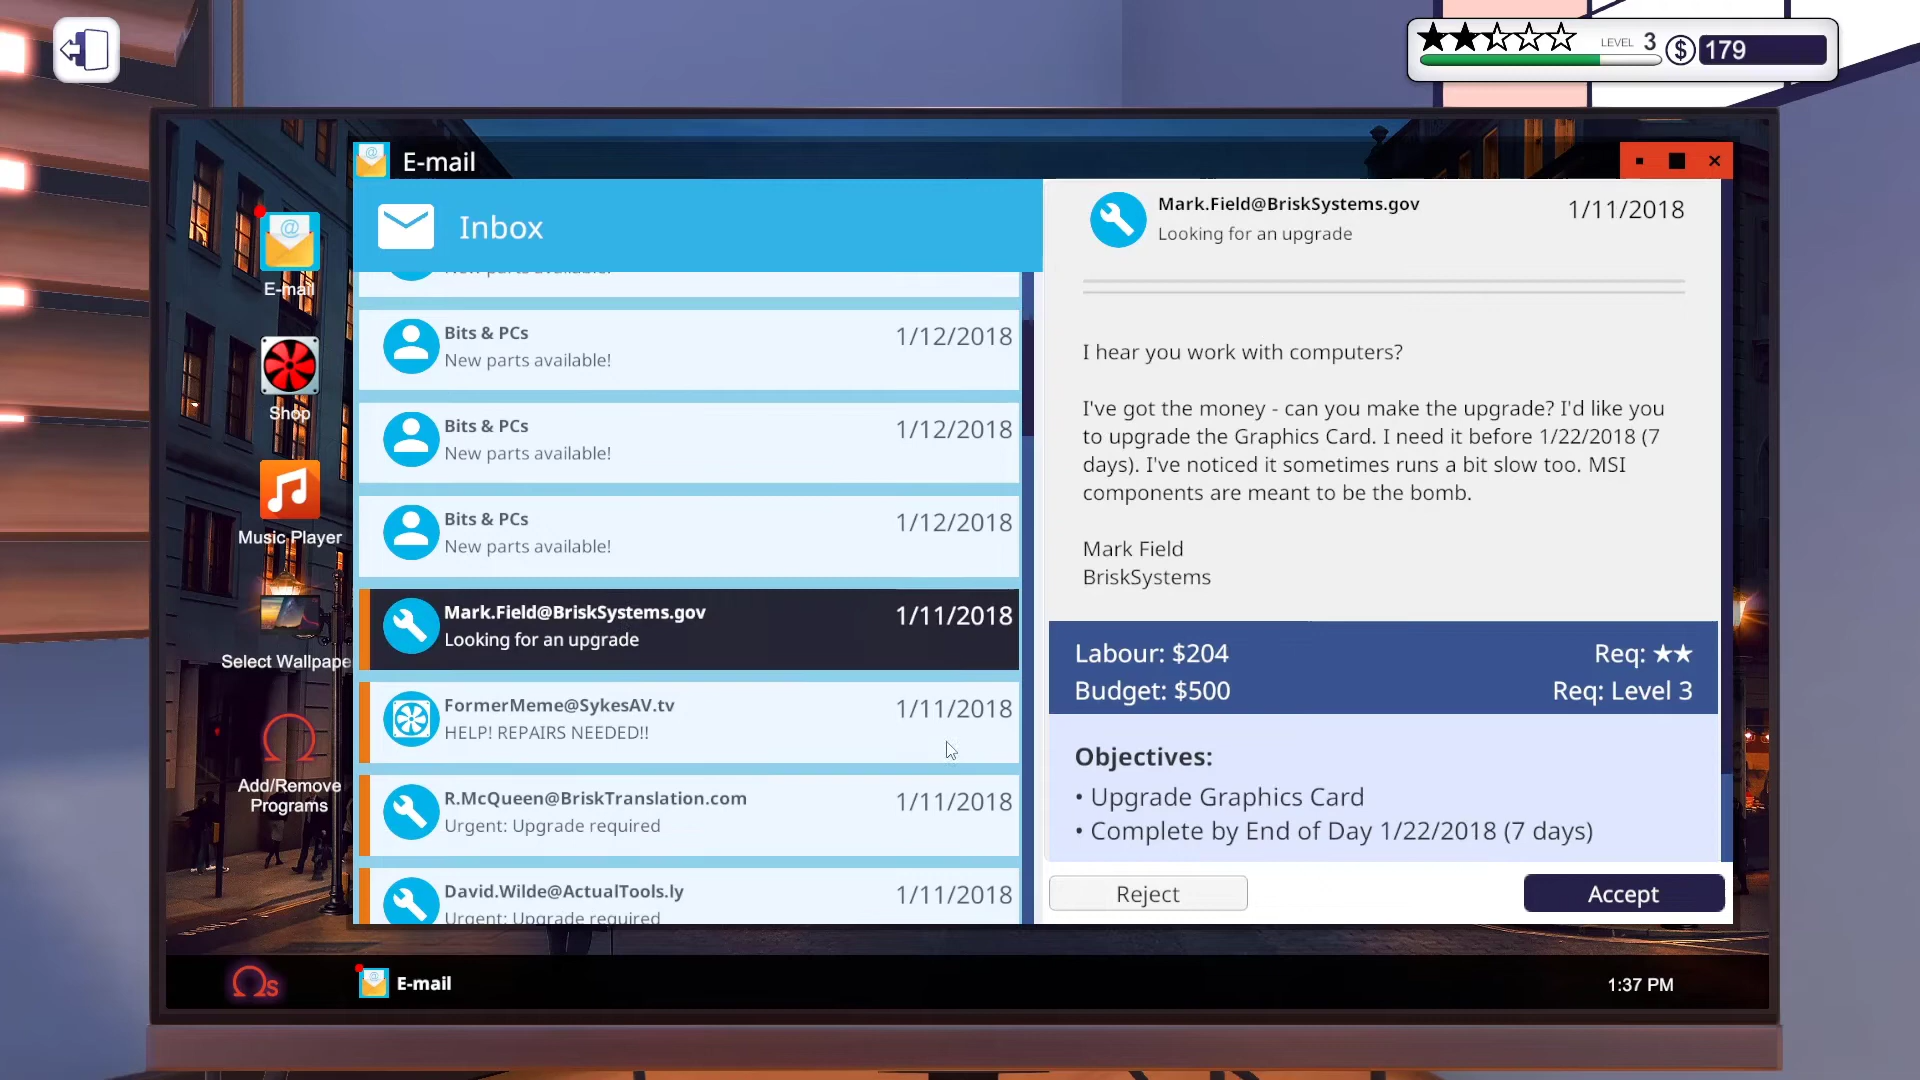 LEVEL 3
$ 179
E-mail
Inbox
New parts available!
Bits & PCs
1/12/2018
New parts available!
Bits & PCs
1/12/2018
New parts available!
Bits & PCs
1/12/2018
New parts available!
Mark.Field@BriskSystems.gov
1/11/2018
Looking for an upgrade
FormerMeme@SykesAV.tv
1/11/2018
HELP! REPAIRS NEEDED!!
R.McQueen@BriskTranslation.com
1/11/2018
Urgent: Upgrade required
David.Wilde@ActualTools.ly
1/11/2018
Urgent: Upgrade required
Mark.Field@BriskSystems.gov
1/11/2018
Looking for an upgrade
I hear you work with computers?
I've got the money - can you make the upgrade? I'd like you
to upgrade the Graphics Card. I need it before 1/22/2018 (7
days). I've noticed it sometimes runs a bit slow too. MSI
components are meant to be the bomb.
Mark Field
BriskSystems
Labour: $204
Req: ★★
Budget: $500
Req: Level 3
Objectives:
• Upgrade Graphics Card
• Complete by End of Day 1/22/2018 (7 days)
Reject
Accept
E-mail
Shop
Music Player
Select Wallpape
Add/Remove
Programs
Ωs
E-mail
1:37 PM